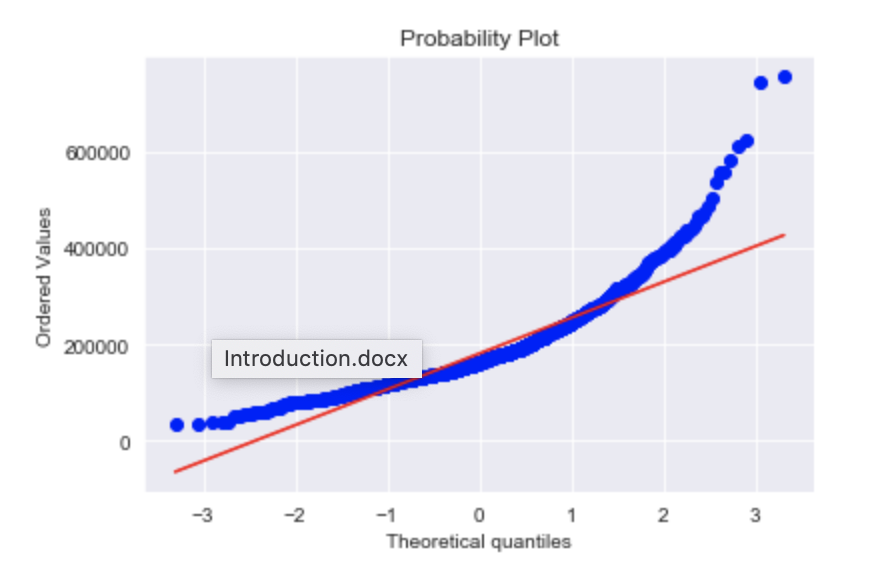 Probability Plot
600000
400000
200000
0
Ordered Values
Introduction.docx
−3 −2 −1 0 1 2 3
Theoretical quantiles